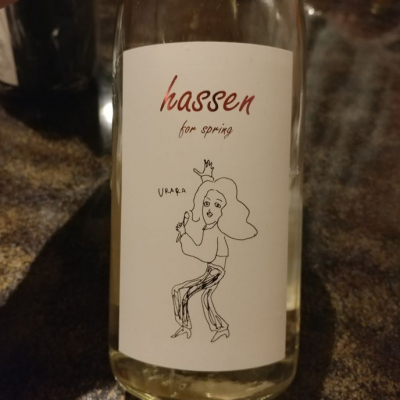 hassen
for spring
URARA